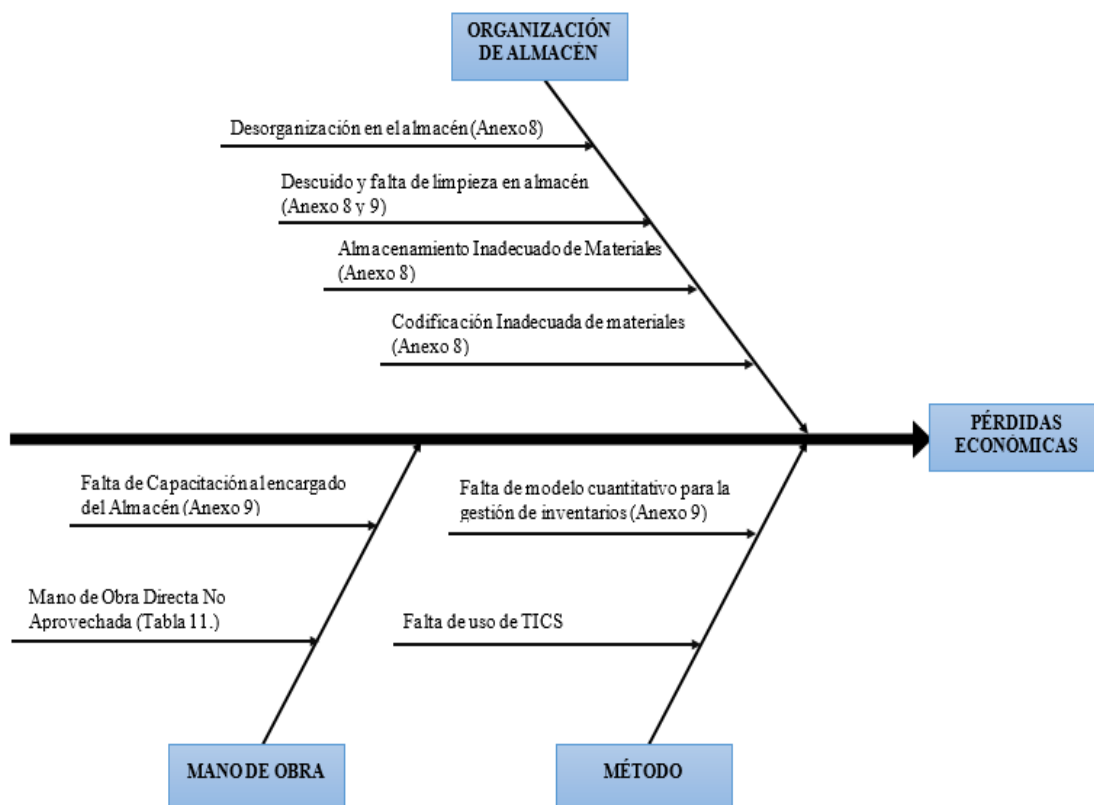 ORGANIZACIÓN
DE ALMACÉN
Desorganización en el almacén (Anexo 8)
Descuido y falta de limpieza en almacén
(Anexo 8 y 9)
Almacenamiento Inadecuado de Materiales
(Anexo 8)
Codificación Inadecuada de materiales
(Anexo 8)
PÉRDIDAS
ECONÓMICAS
Falta de Capacitación al encargado
del Almacén (Anexo 9)
Falta de modelo cuantitativo para la
gestión de inventarios (Anexo 9)
Mano de Obra Directa No
Aprovechada (Tabla 11.)
Falta de uso de TICS
MANO DE OBRA
MÉTODO